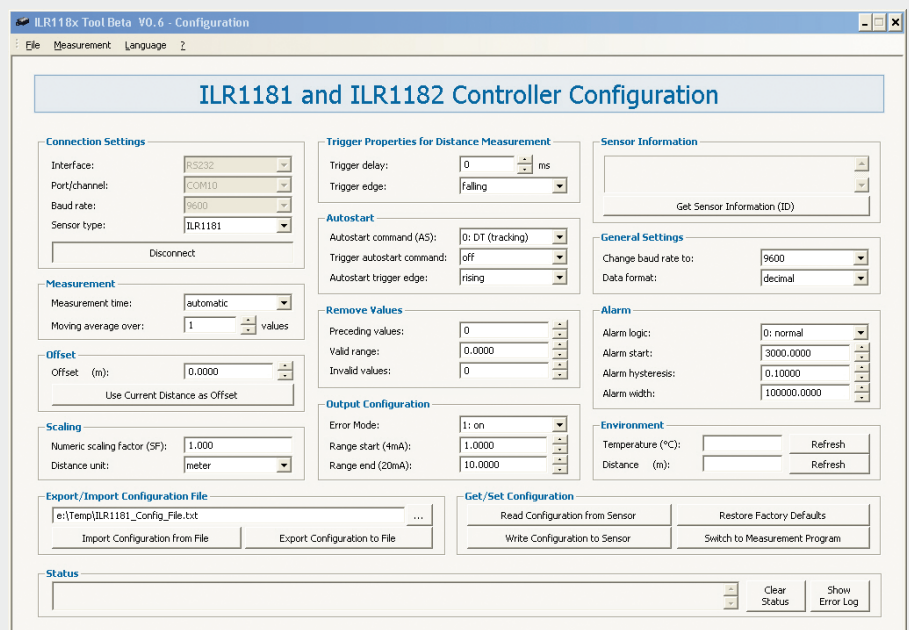 ILR118x Tool Beta V0.6 - Configuration
File Measurement Language ?
ILR1181 and ILR1182 Controller Configuration
Connection Settings
Interface: RS232
Port/channel: COM10
Baud rate: 9600
Sensor type: ILR1181
Disconnect
Measurement
Measurement time: automatic
Moving average over: 1 values
Offset
Offset (m): 0.0000
Use Current Distance as Offset
Scaling
Numeric scaling factor (SF): 1.000
Distance unit: meter
Trigger Properties for Distance Measurement
Trigger delay: 0 ms
Trigger edge: falling
Autostart
Autostart command (AS): 0: DT (tracking)
Trigger autostart command: off
Autostart trigger edge: rising
Remove Values
Preceding values: 0
Valid range: 0.0000
Invalid values: 0
Output Configuration
Error Mode: 1: on
Range start (4mA): 1.0000
Range end (20mA): 10.0000
Sensor Information
Get Sensor Information (ID)
General Settings
Change baud rate to: 9600
Data format: decimal
Alarm
Alarm logic: 0: normal
Alarm start: 3000.0000
Alarm hysteresis: 0.10000
Alarm width: 100000.0000
Environment
Temperature (°C): Refresh
Distance (m): Refresh
Export/Import Configuration File
e:\Temp\ILR1181_Config_File.txt ...
Import Configuration from File Export Configuration to File
Get/Set Configuration
Read Configuration from Sensor Restore Factory Defaults
Write Configuration to Sensor Switch to Measurement Program
Status
Clear Status
Show Error Log